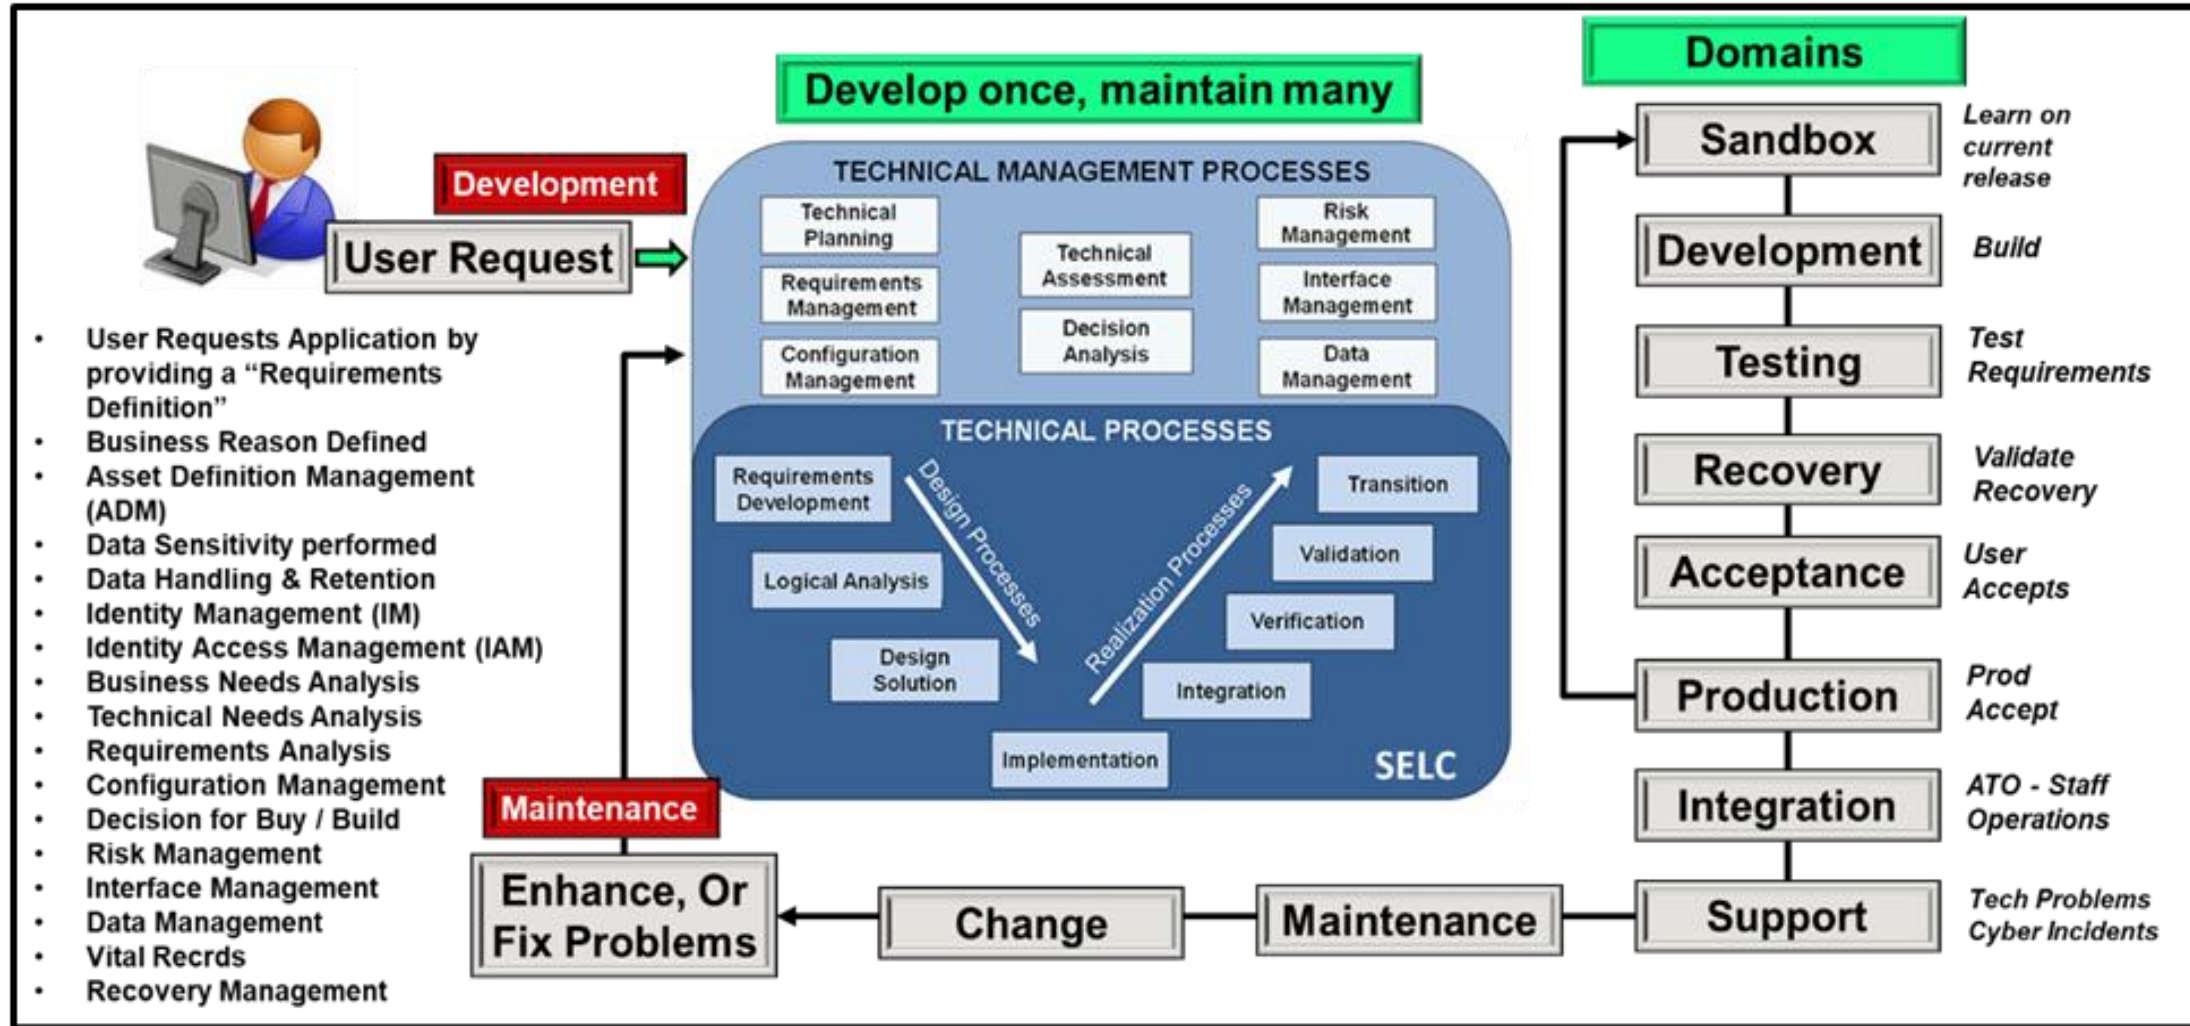 Develop once, maintain many
Development
User Request
• User Requests Application by
providing a “Requirements
Definition”
• Business Reason Defined
• Asset Definition Management
(ADM)
• Data Sensitivity performed
• Data Handling & Retention
• Identity Management (IM)
• Identity Access Management (IAM)
• Business Needs Analysis
• Technical Needs Analysis
• Requirements Analysis
• Configuration Management
• Decision for Buy / Build
• Risk Management
• Interface Management
• Data Management
• Vital Recrds
• Recovery Management
TECHNICAL MANAGEMENT PROCESSES
Technical
Planning
Requirements
Management
Configuration
Management
Technical
Assessment
Decision
Analysis
Risk
Management
Interface
Management
Data
Management
TECHNICAL PROCESSES
Requirements
Development
Logical Analysis
Design
Solution
Design Processes
Implementation
Realization Processes
Integration
Verification
Validation
Transition
SELC
Domains
Sandbox
Learn on
current
release
Development
Build
Testing
Test
Requirements
Recovery
Validate
Recovery
Acceptance
User
Accepts
Production
Prod
Accept
Integration
ATO - Staff
Operations
Support
Tech Problems
Cyber Incidents
Maintenance
Change
Enhance, Or
Fix Problems
Maintenance